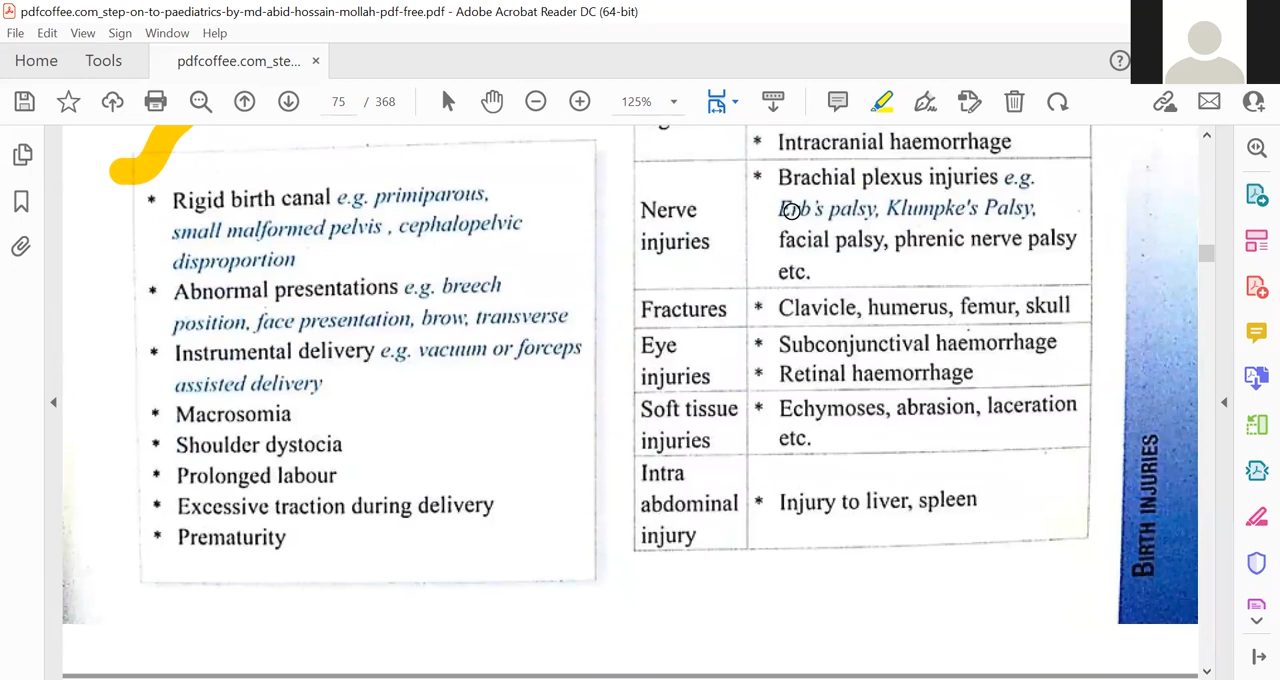 pdfcoffee.com_step-on-to-paediatrics-by-md-abid-hossain-mollah-pdf-free.pdf - Adobe Acrobat Reader DC (64-bit)
File Edit View Sign Window Help
Home Tools pdfcoffee.com_ste... ×
75 / 368 125%
* Rigid birth canal e.g. primiparous,
small malformed pelvis , cephalopelvic
disproportion
* Abnormal presentations e.g. breech
position, face presentation, brow, transverse
* Instrumental delivery e.g. vacuum or forceps
assisted delivery
* Macrosomia
* Shoulder dystocia
* Prolonged labour
* Excessive traction during delivery
* Prematurity
* Intracranial haemorrhage
Nerve
injuries
* Brachial plexus injuries e.g.
Erb's palsy, Klumpke's Palsy,
facial palsy, phrenic nerve palsy
etc.
Fractures
* Clavicle, humerus, femur, skull
Eye
injuries
* Subconjunctival haemorrhage
* Retinal haemorrhage
Soft tissue
injuries
* Echymoses, abrasion, laceration
etc.
Intra
abdominal
injury
* Injury to liver, spleen
BIRTH INJURIES